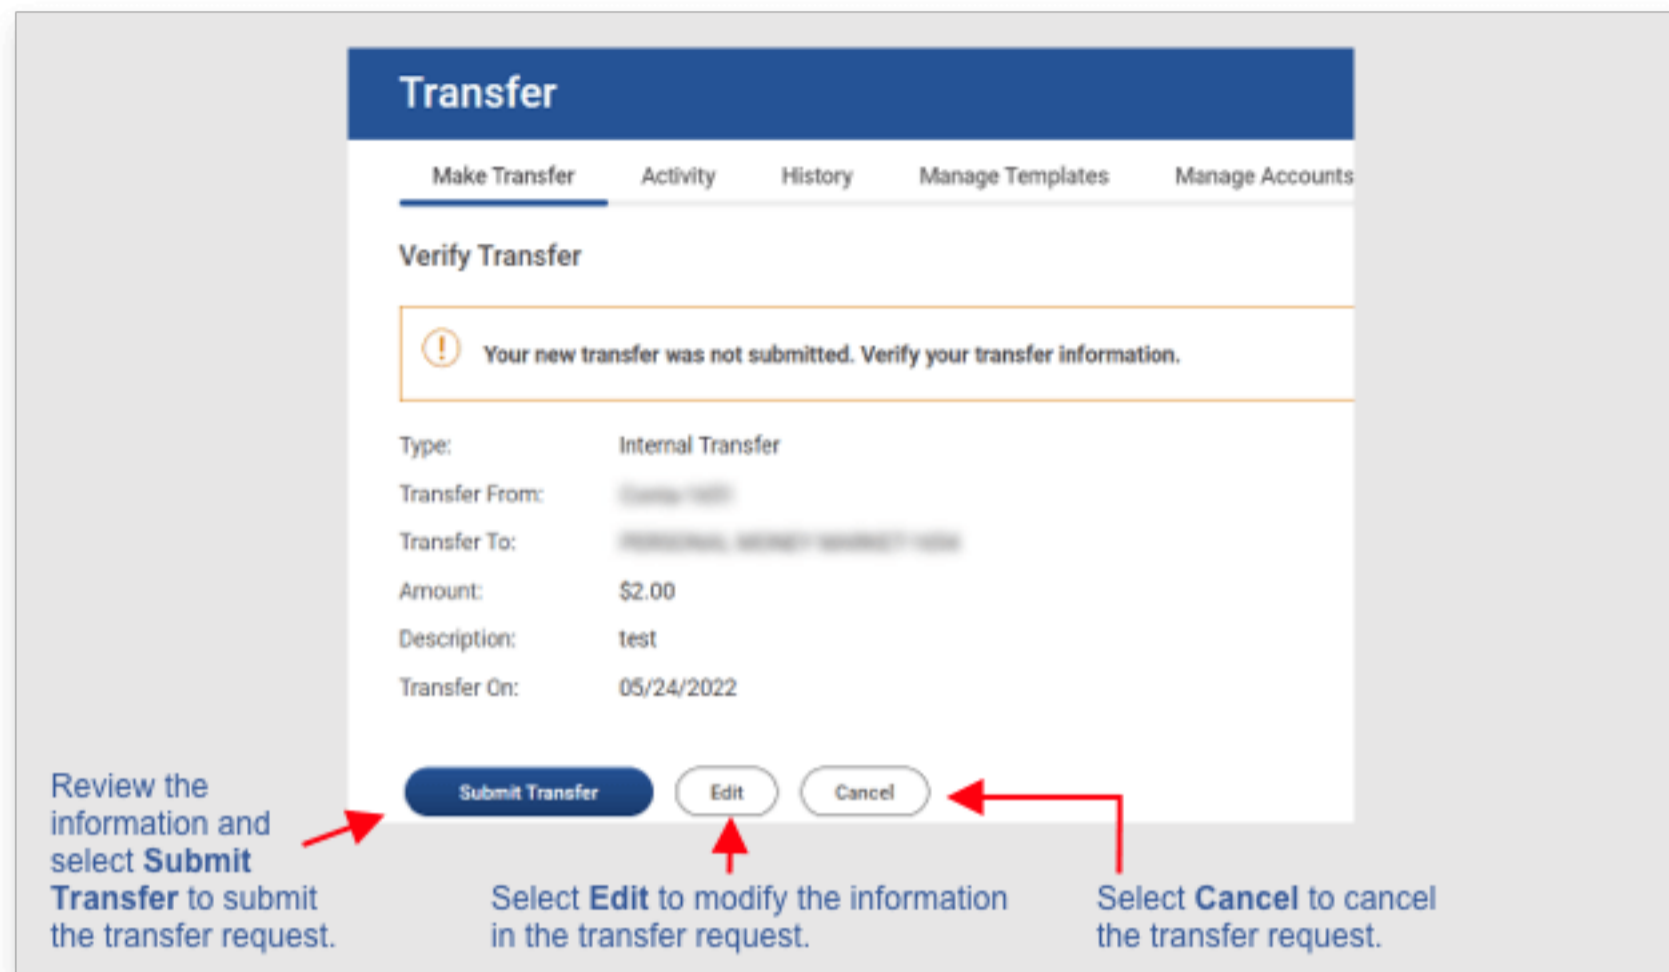 Transfer
Make Transfer Activity History Manage Templates Manage Accounts
Verify Transfer
Your new transfer was not submitted. Verify your transfer information.
Type: Internal Transfer
Transfer From:
Transfer To:
Amount: $2.00
Description: test
Transfer On: 05/24/2022
Submit Transfer Edit Cancel
Review the
information and
select Submit
Transfer to submit
the transfer request.
Select Edit to modify the information
in the transfer request.
Select Cancel to cancel
the transfer request.